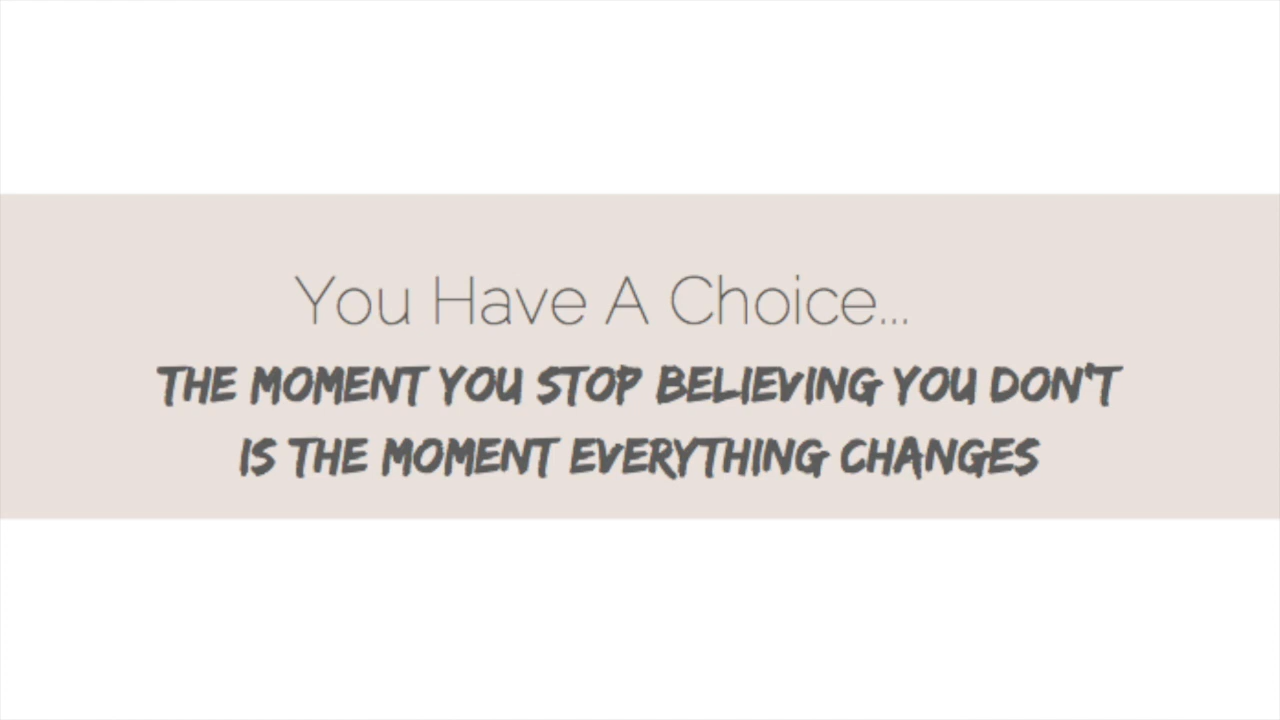 You Have A Choice...
THE MOMENT YOU STOP BELIEVING YOU DON'T
IS THE MOMENT EVERYTHING CHANGES